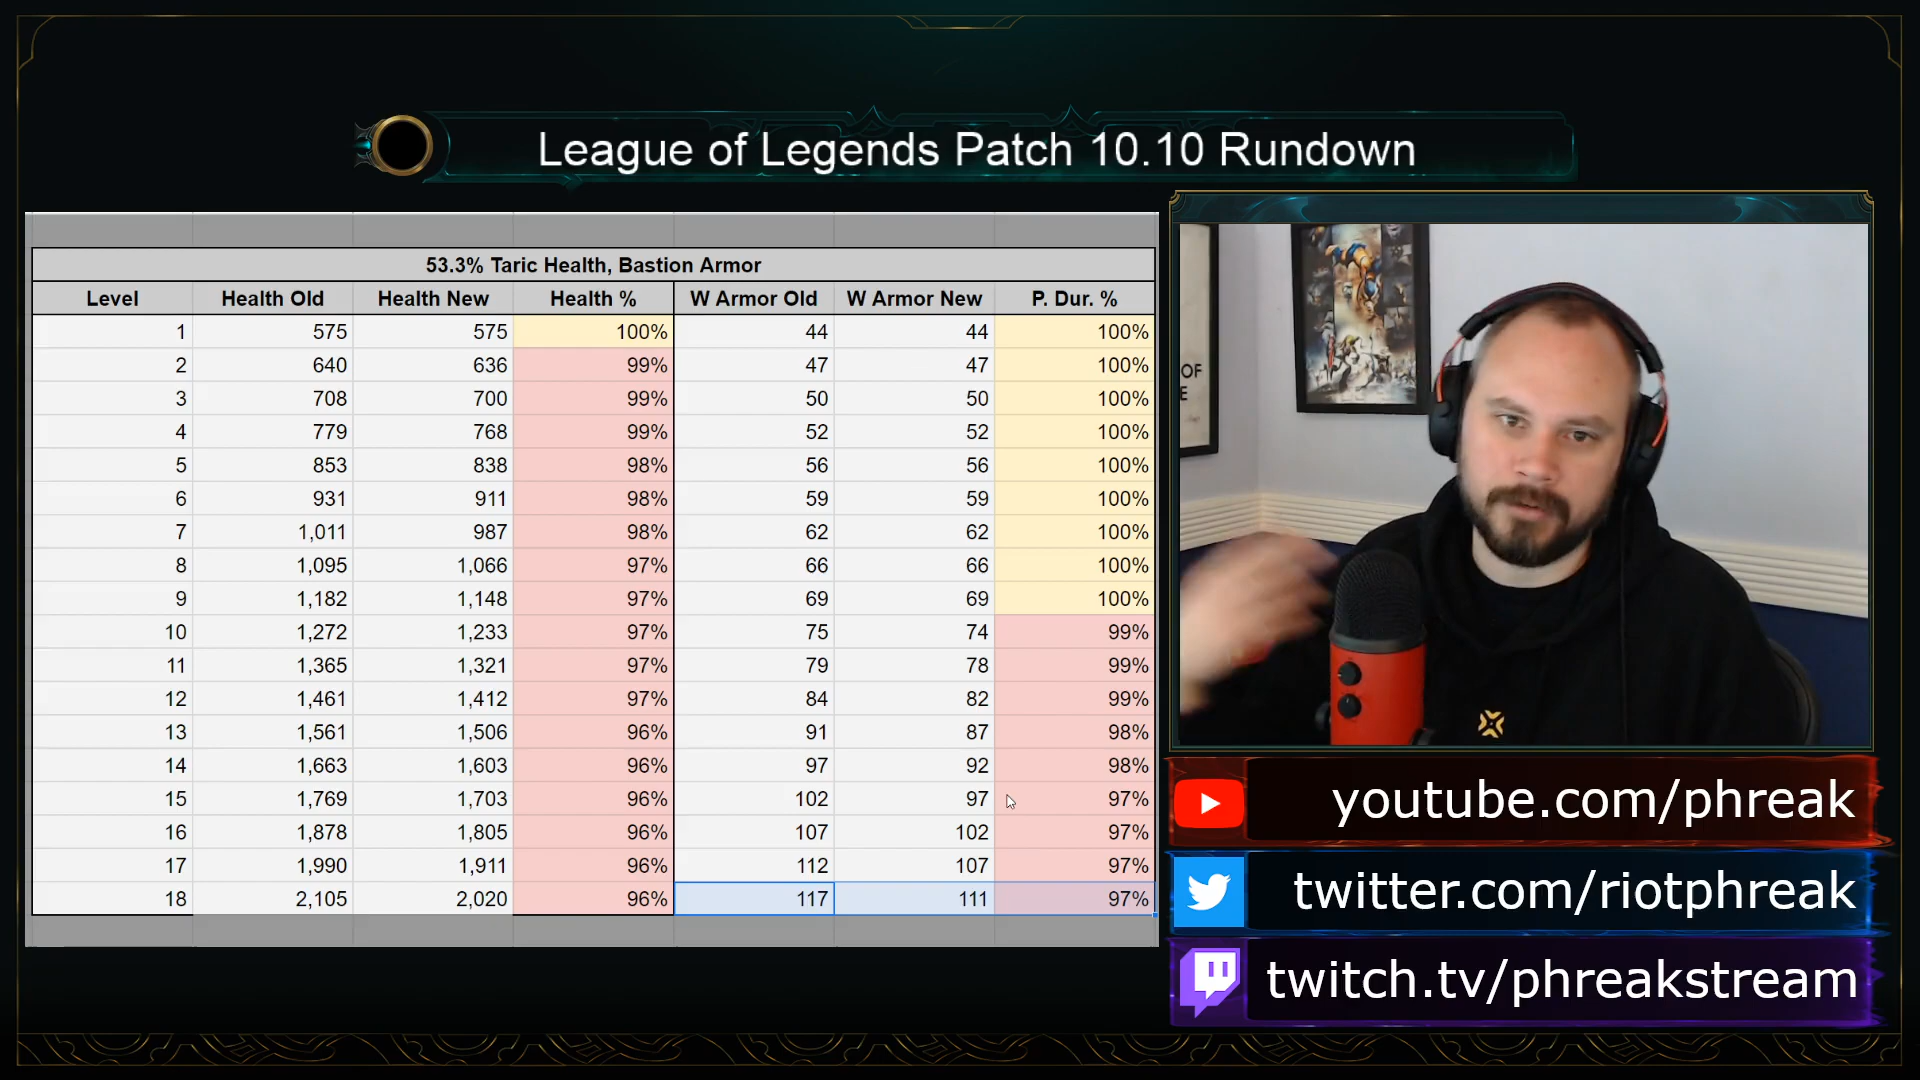 League of Legends Patch 10.10 Rundown
53.3% Taric Health, Bastion Armor
Level Health Old Health New Health % W Armor Old W Armor New P. Dur. %
1 575 575 100% 44 44 100%
2 640 636 99% 47 47 100%
3 708 700 99% 50 50 100%
4 779 768 99% 52 52 100%
5 853 838 98% 56 56 100%
6 931 911 98% 59 59 100%
7 1,011 987 98% 62 62 100%
8 1,095 1,066 97% 66 66 100%
9 1,182 1,148 97% 69 69 100%
10 1,272 1,233 97% 75 74 99%
11 1,365 1,321 97% 79 78 99%
12 1,461 1,412 97% 84 82 99%
13 1,561 1,506 96% 91 87 98%
14 1,663 1,603 96% 97 92 98%
15 1,769 1,703 96% 102 97 97%
16 1,878 1,805 96% 107 102 97%
17 1,990 1,911 96% 112 107 97%
18 2,105 2,020 96% 117 111 97%
OF
E
youtube.com/phreak
twitter.com/riotphreak
twitch.tv/phreakstream